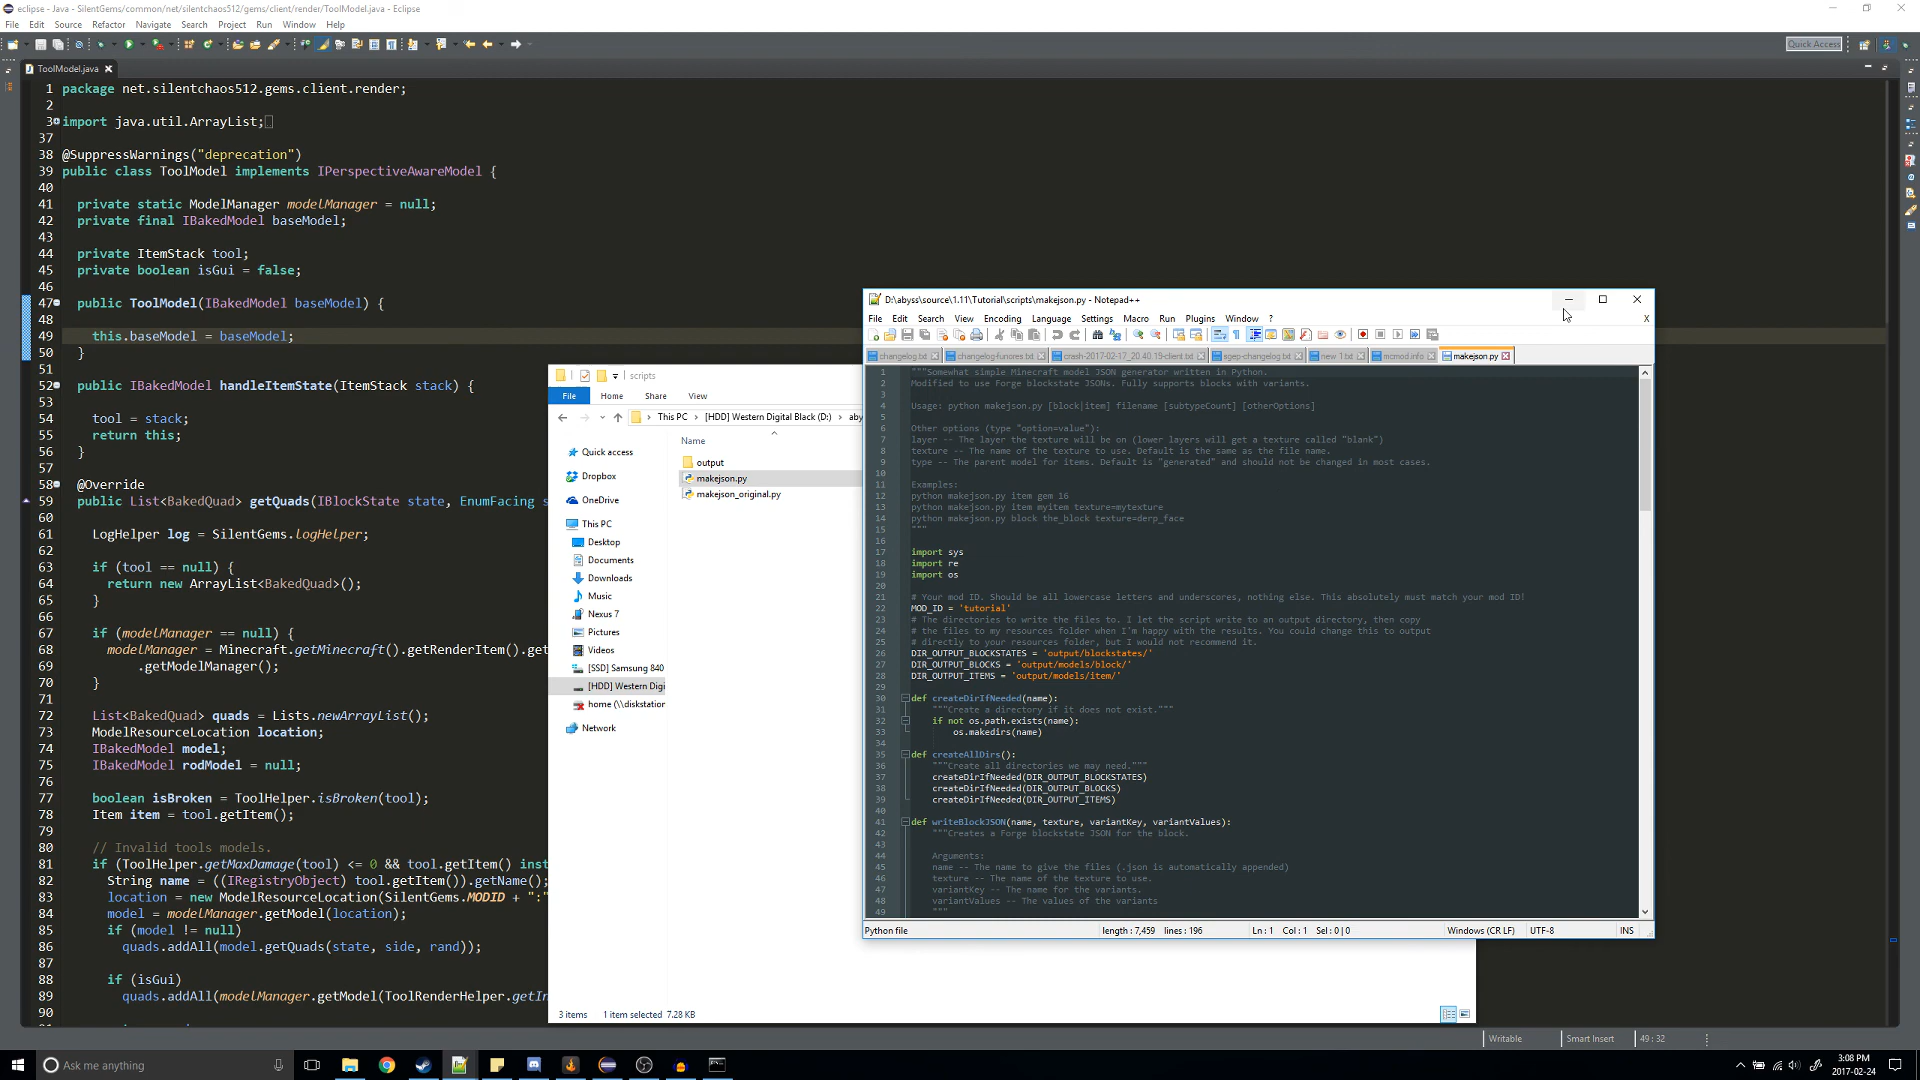 eclipse - Java - SilentGems/common/net/silentchaos512/gems/client/render/ToolModel.java - Eclipse
File Edit Source Refactor Navigate Search Project Run Window Help
Quick Access
ToolModel.java
1 package net.silentchaos512.gems.client.render;
2
3 import java.util.ArrayList;
37
38 @SuppressWarnings("deprecation")
39 public class ToolModel implements IPerspectiveAwareModel {
40
41 private static ModelManager modelManager = null;
42 private final IBakedModel baseModel;
43
44 private ItemStack tool;
45 private boolean isGui = false;
46
47 public ToolModel(IBakedModel baseModel) {
48
49 this.baseModel = baseModel;
50 }
51
52 public IBakedModel handleItemState(ItemStack stack) {
53
54 tool = stack;
55 return this;
56 }
57
58 @Override
59 public List<BakedQuad> getQuads(IBlockState state, EnumFacing s
60
61 LogHelper log = SilentGems.logHelper;
62
63 if (tool == null) {
64 return new ArrayList<BakedQuad>();
65 }
66
67 if (modelManager == null) {
68 modelManager = Minecraft.getMinecraft().getRenderItem().ge
69 .getModelManager();
70 }
71
72 List<BakedQuad> quads = Lists.newArrayList();
73 ModelResourceLocation location;
74 IBakedModel model;
75 IBakedModel rodModel = null;
76
77 boolean isBroken = ToolHelper.isBroken(tool);
78 Item item = tool.getItem();
79
80 // Invalid tools models.
81 if (ToolHelper.getMaxDamage(tool) <= 0 && tool.getItem() inst
82 String name = ((IRegistryObject) tool.getItem()).getName();
83 location = new ModelResourceLocation(SilentGems.MODID + ":"
84 model = modelManager.getModel(location);
85 if (model != null)
86 quads.addAll(model.getQuads(state, side, rand));
87
88 if (isGui)
89 quads.addAll(modelManager.getModel(ToolRenderHelper.getIn
90
scripts
File Home Share View
This PC [HDD] Western Digital Black (D:) aby
Name
Quick access
Dropbox
OneDrive
This PC
Desktop
Documents
Downloads
Music
Nexus 7
Pictures
Videos
[SSD] Samsung 840
[HDD] Western Digi
home (\\diskstation
Network
output
makejson.py
makejson_original.py
3 items 1 item selected 7.28 KB
D:\abyss\source\1.11\Tutorial\scripts\makejson.py - Notepad++
File Edit Search View Encoding Language Settings Macro Run Plugins Window ? X
changelog.txt changelog-funores.txt crash-2017-02-17_20.40.19-client.txt sgep-changelog.txt new 1.txt mcmod.info makejson.py
1 """Somewhat simple Minecraft model JSON generator written in Python.
2 Modified to use Forge blockstate JSONs. Fully supports blocks with variants.
3
4 Usage: python makejson.py [block|item] filename [subtypeCount] [otherOptions]
5
6 Other options (type "option=value"):
7 layer -- The layer the texture will be on (lower layers will get a texture called "blank")
8 texture -- The name of the texture to use. Default is the same as the file name.
9 type -- The parent model for items. Default is "generated" and should not be changed in most cases.
10
11 Examples:
12 python makejson.py item gem 16
13 python makejson.py item myitem texture=mytexture
14 python makejson.py block the_block texture=derp_face
15 """
16
17 import sys
18 import re
19 import os
20
21 # Your mod ID. Should be all lowercase letters and underscores, nothing else. This absolutely must match your mod ID!
22 MOD_ID = 'tutorial'
23 # The directories to write the files to. I let the script write to an output directory, then copy
24 # the files to my resources folder when I'm happy with the results. You could change this to output
25 # directly to your resources folder, but I would not recommend it.
26 DIR_OUTPUT_BLOCKSTATES = 'output/blockstates/'
27 DIR_OUTPUT_BLOCKS = 'output/models/block/'
28 DIR_OUTPUT_ITEMS = 'output/models/item/'
29
30 def createDirIfNeeded(name):
31 """Create a directory if it does not exist."""
32 if not os.path.exists(name):
33 os.makedirs(name)
34
35 def createAllDirs():
36 """Create all directories we may need."""
37 createDirIfNeeded(DIR_OUTPUT_BLOCKSTATES)
38 createDirIfNeeded(DIR_OUTPUT_BLOCKS)
39 createDirIfNeeded(DIR_OUTPUT_ITEMS)
40
41 def writeBlockJSON(name, texture, variantKey, variantValues):
42 """Creates a Forge blockstate JSON for the block.
43
44 Arguments:
45 name -- The name to give the files (.json is automatically appended)
46 texture -- The name of the texture to use.
47 variantKey -- The name for the variants.
48 variantValues -- The values of the variants
49 """
Python file length : 7,459 lines : 196 Ln : 1 Col : 1 Sel : 0 | 0 Windows (CR LF) UTF-8 INS
Writable Smart Insert 49 : 32
Ask me anything
3:08 PM
2017-02-24